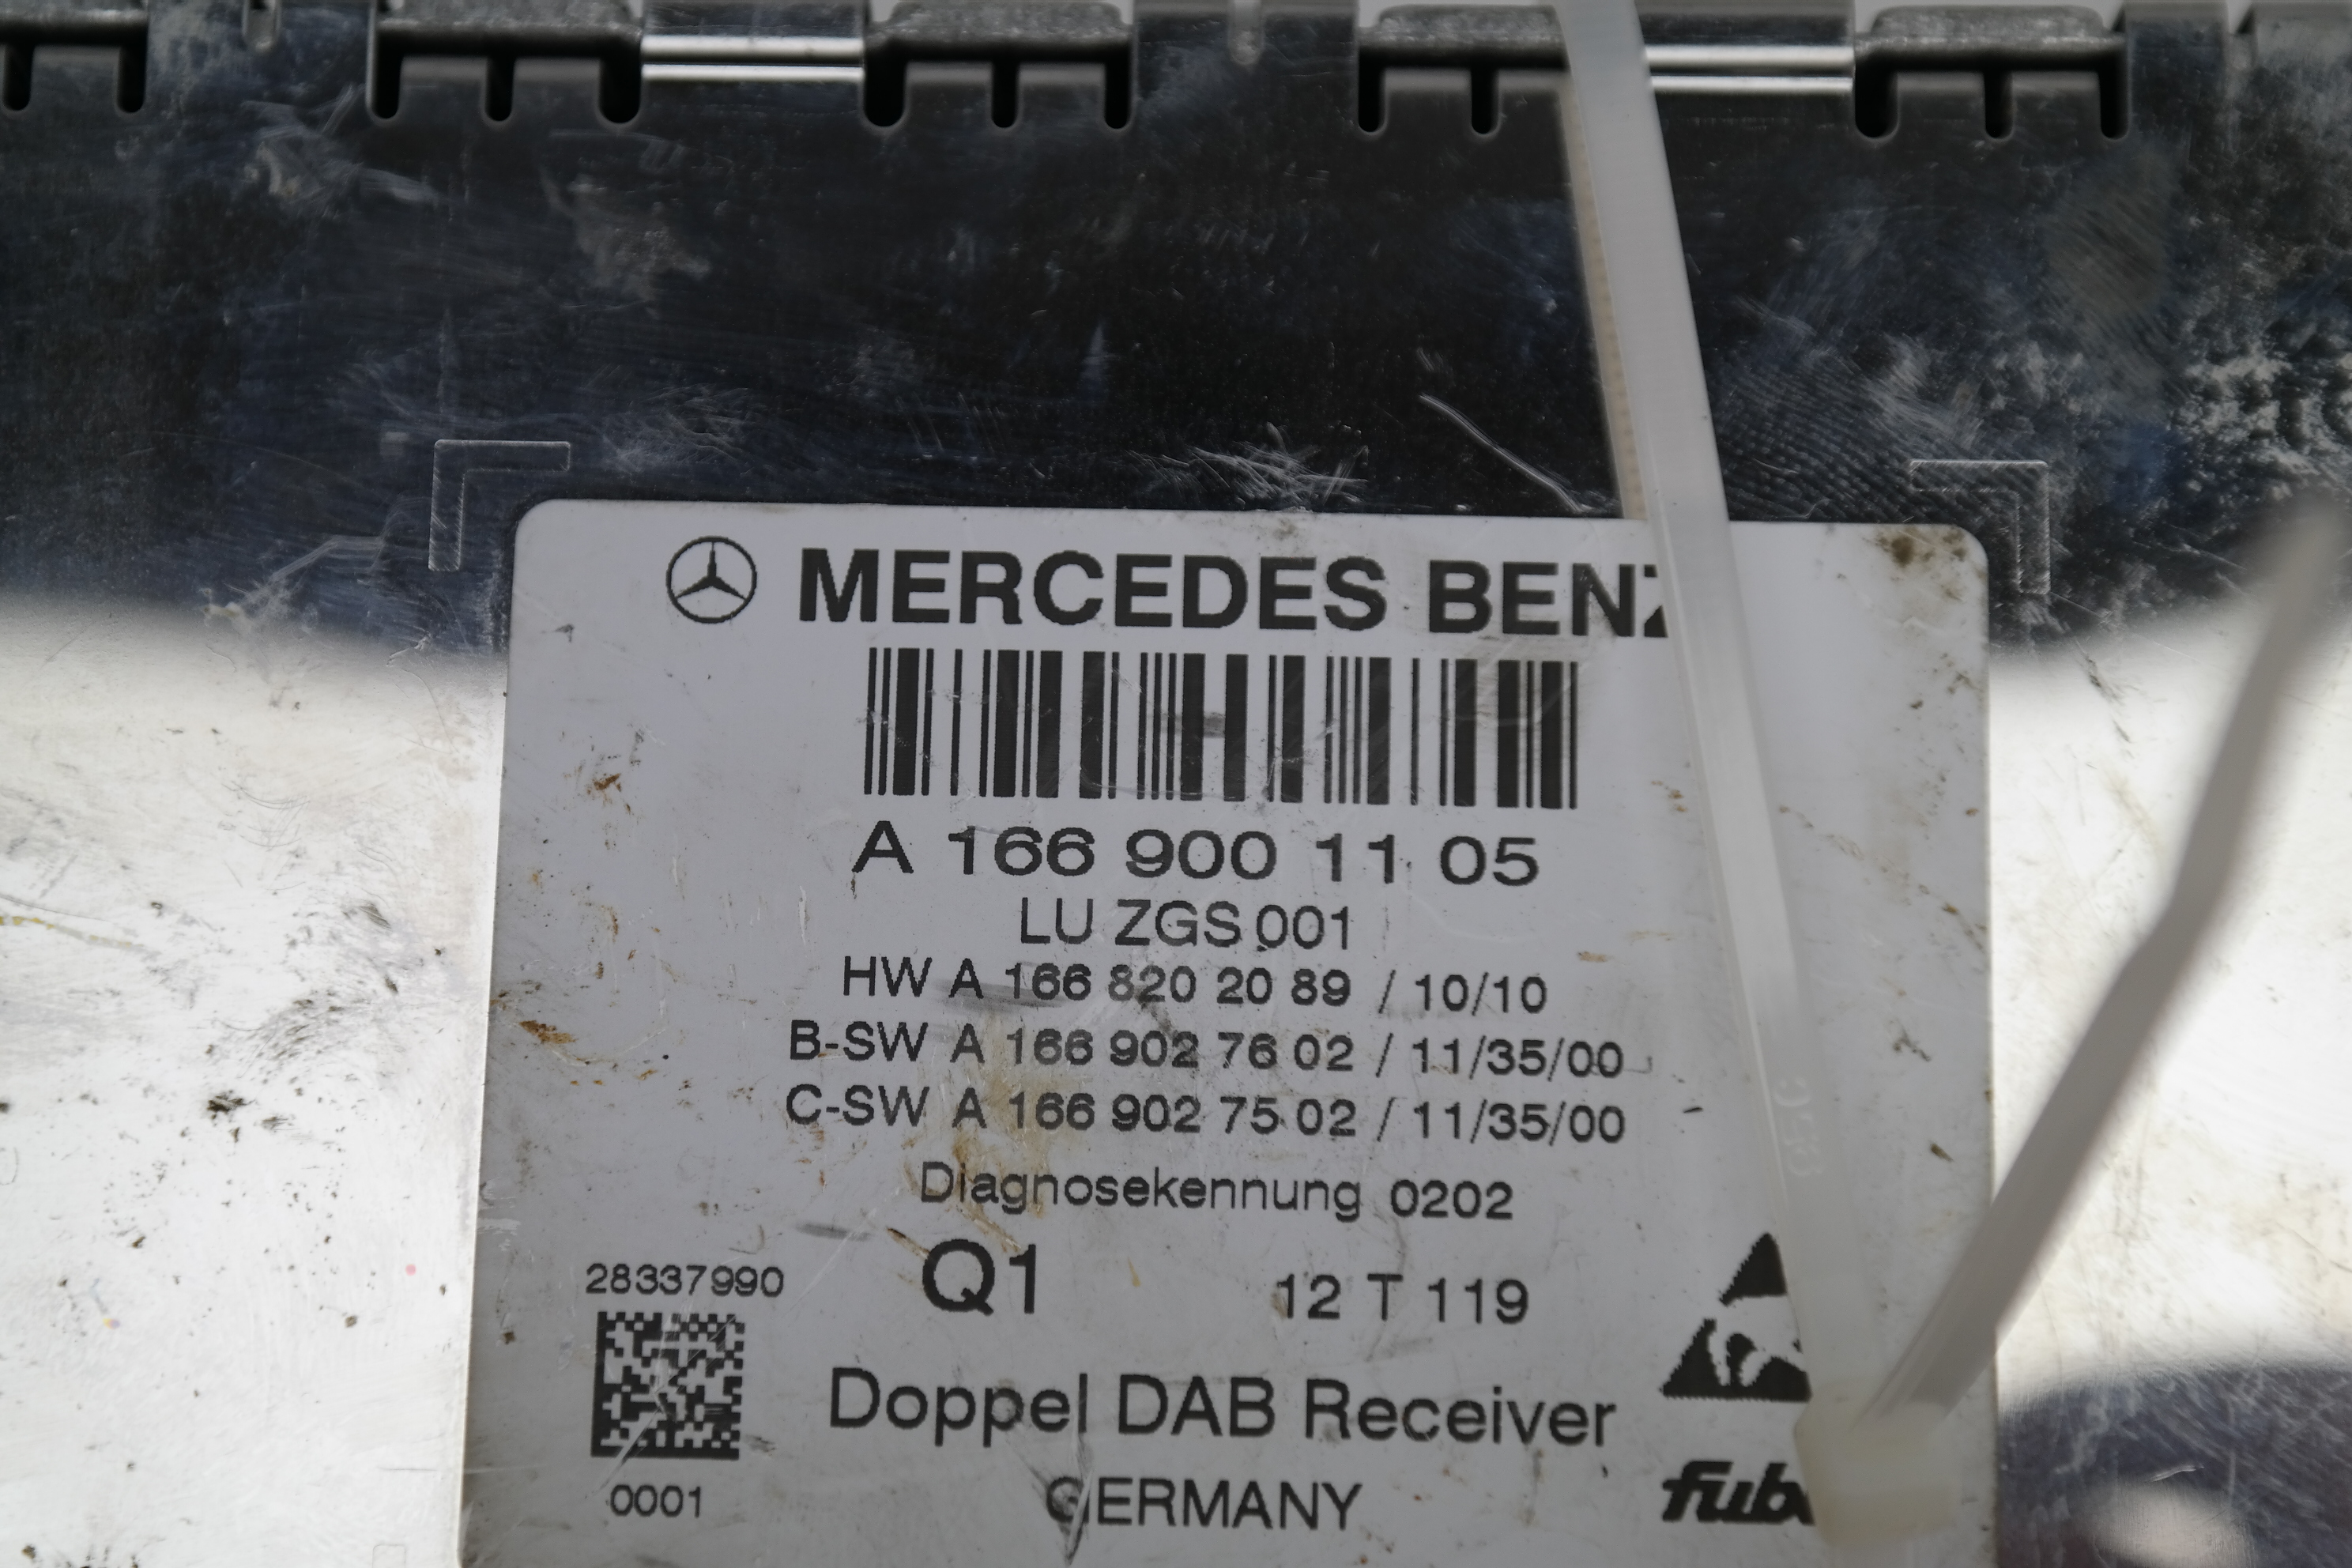 MERCEDES BENZ
A 166 900 11 05
LU ZGS 001
HW A 166 820 20 89 / 10/10
B-SW A 166 902 76 02 / 11/35/00
C-SW A 166 902 75 02 / 11/35/00
Diagnosekennung 0202
28337990 Q1 12 T 119
Doppel DAB Receiver
0001 GERMANY